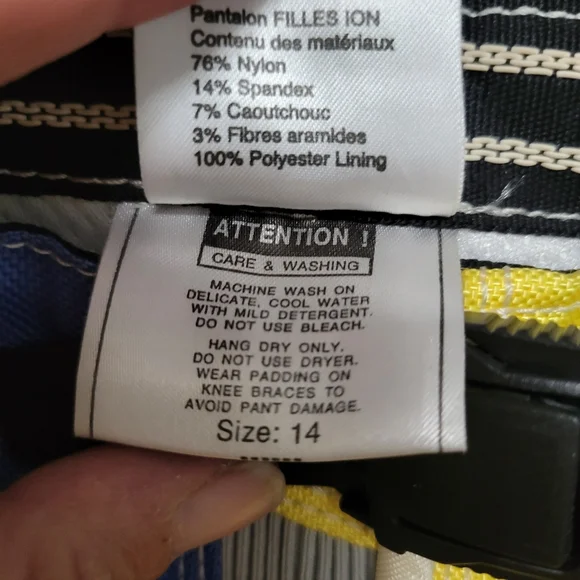 Pantalon FILLES ION
Contenu des matériaux
76% Nylon
14% Spandex
7% Caoutchouc
3% Fibres aramides
100% Polyester Lining
ATTENTION !
CARE & WASHING
MACHINE WASH ON
DELICATE, COOL WATER
WITH MILD DETERGENT.
DO NOT USE BLEACH.
HANG DRY ONLY.
DO NOT USE DRYER.
WEAR PADDING ON
KNEE BRACES TO
AVOID PANT DAMAGE.
Size: 14